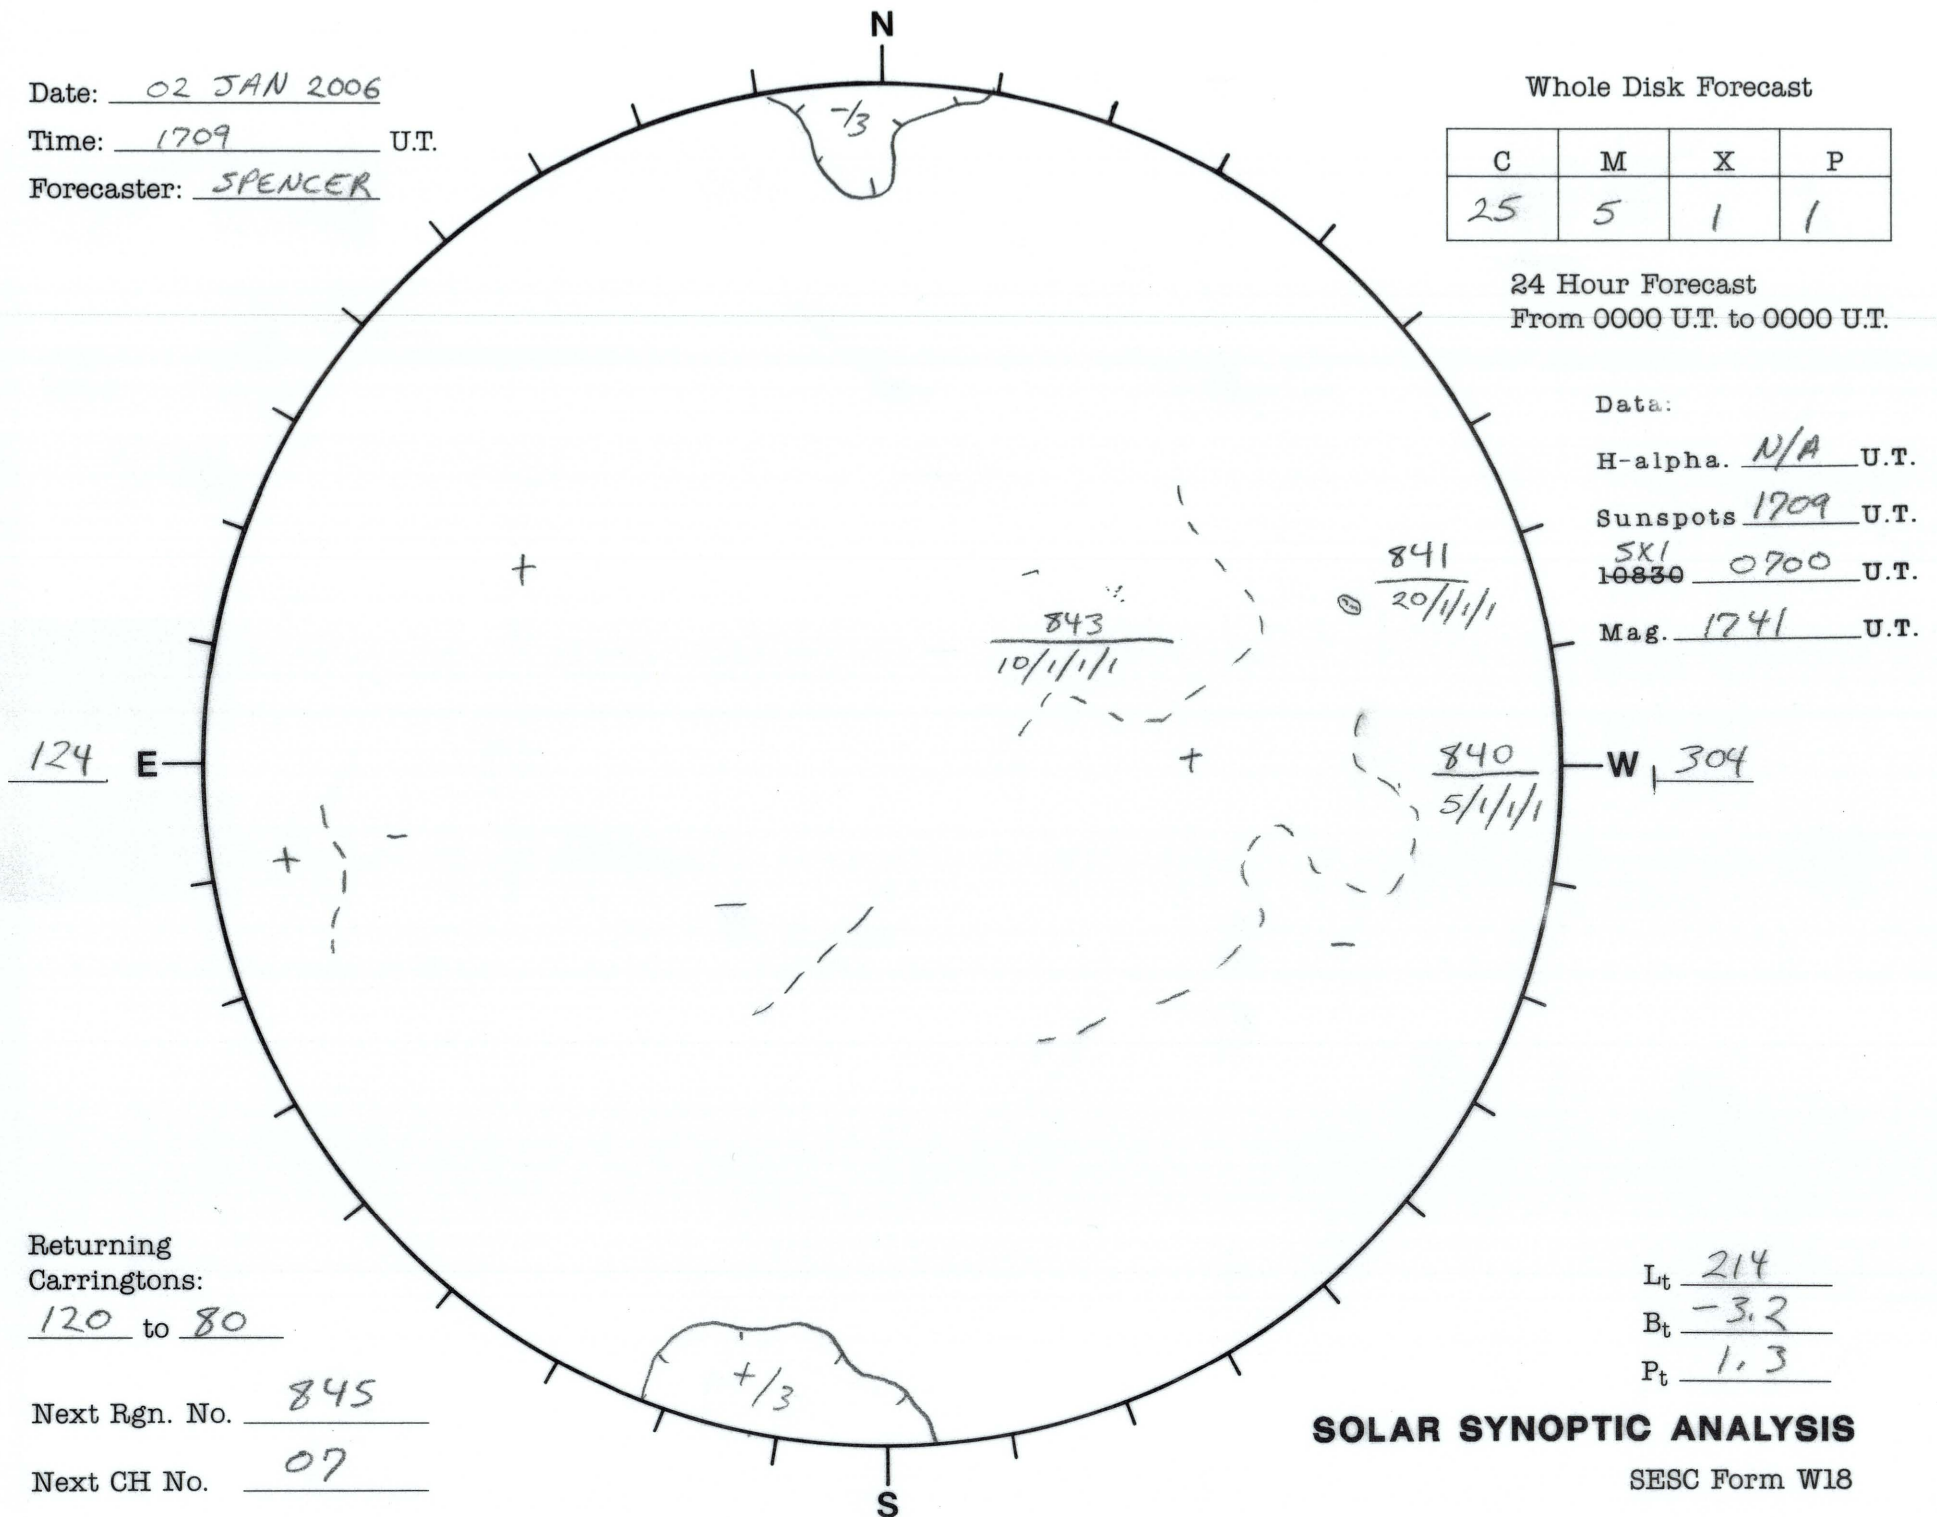 N
Date: 02 JAN 2006
Time: 1709 U.T.
Forecaster: SPENCER
-/3
Whole Disk Forecast
C M X P
25 5 1 1
24 Hour Forecast
From 0000 U.T. to 0000 U.T.
Data:
H-alpha. N/A U.T.
Sunspots 1709 U.T.
SXI
10830 0700 U.T.
Mag. 1741 U.T.
+
-
841
20/1/1/1
843
10/1/1/1
124 E
+
840
5/1/1/1
W 304
+ -
-
-
Returning
Carringtons:
120 to 80
Next Rgn. No. 845
Next CH No. 07
+/3
S
Lt 214
Bt -3.2
Pt 1.3
SOLAR SYNOPTIC ANALYSIS
SESC Form W18